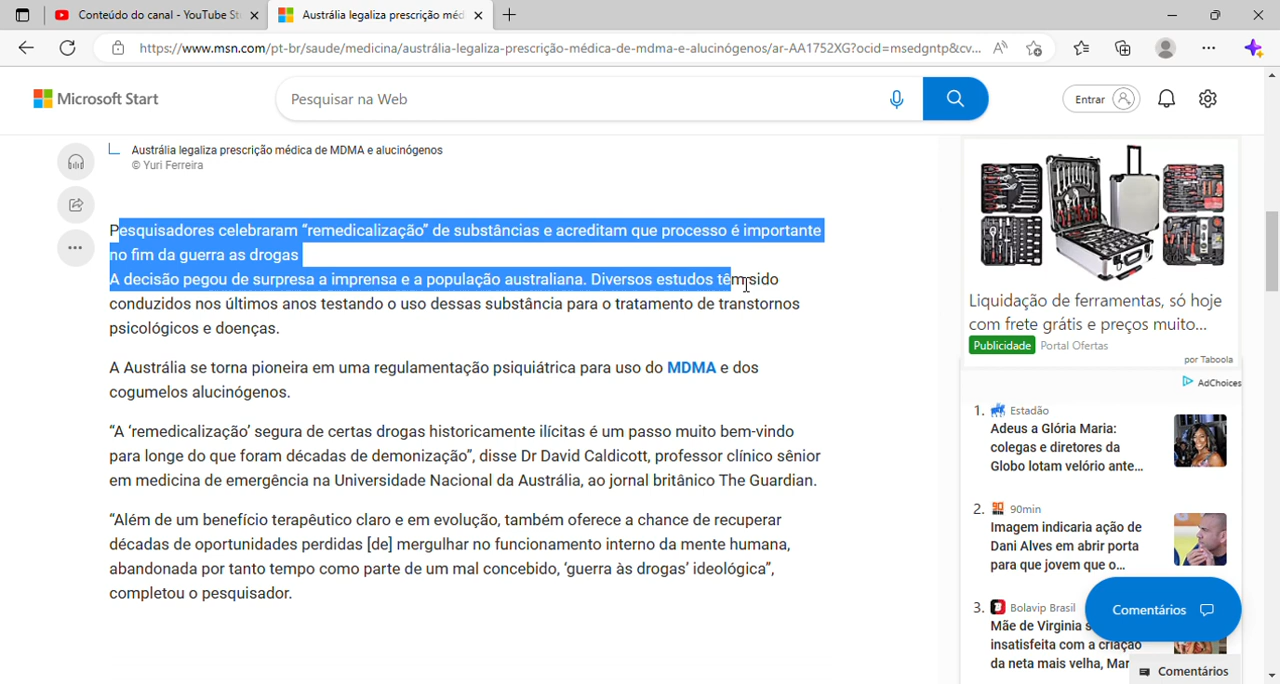 Conteúdo do canal - YouTube St
Austrália legaliza prescrição méd
https://www.msn.com/pt-br/saude/medicina/austrália-legaliza-prescrição-médica-de-mdma-e-alucinógenos/ar-AA1752XG?ocid=msedgntp&cv...
Microsoft Start
Pesquisar na Web
Entrar
Austrália legaliza prescrição médica de MDMA e alucinógenos
© Yuri Ferreira
Pesquisadores celebraram “remedicalização” de substâncias e acreditam que processo é importante
no fim da guerra as drogas
A decisão pegou de surpresa a imprensa e a população australiana. Diversos estudos têm sido
conduzidos nos últimos anos testando o uso dessas substância para o tratamento de transtornos
psicológicos e doenças.
A Austrália se torna pioneira em uma regulamentação psiquiátrica para uso do MDMA e dos
cogumelos alucinógenos.
“A ‘remedicalização’ segura de certas drogas historicamente ilícitas é um passo muito bem-vindo
para longe do que foram décadas de demonização”, disse Dr David Caldicott, professor clínico sênior
em medicina de emergência na Universidade Nacional da Austrália, ao jornal britânico The Guardian.
“Além de um benefício terapêutico claro e em evolução, também oferece a chance de recuperar
décadas de oportunidades perdidas [de] mergulhar no funcionamento interno da mente humana,
abandonada por tanto tempo como parte de um mal concebido, ‘guerra às drogas’ ideológica”,
completou o pesquisador.
Liquidação de ferramentas, só hoje
com frete grátis e preços muito...
Publicidade Portal Ofertas
por Taboola
AdChoices
1. Estadão
Adeus a Glória Maria:
colegas e diretores da
Globo lotam velório ante...
2. 90min
Imagem indicaria ação de
Dani Alves em abrir porta
para que jovem que o...
3. Bolavip Brasil
Mãe de Virginia s
insatisfeita com a criação
da neta mais velha, Mar
Comentários
Comentários